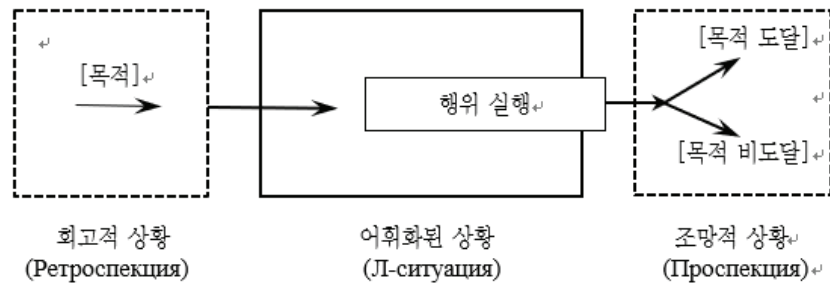 [목적]
행위 실행
[목적 도달]
[목적 비도달]
회고적 상황
(Ретроспекция)
어휘화된 상황
(Л-ситуация)
조망적 상황
(Проспекция)